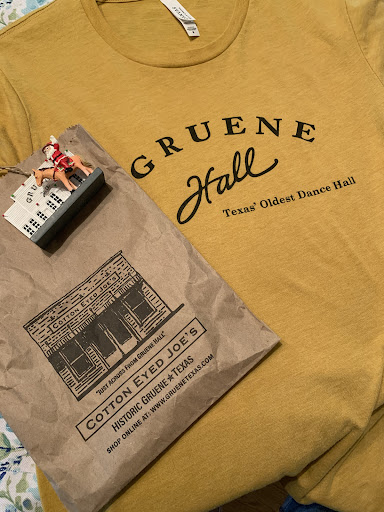 GRUENE
Hall
Texas' Oldest Dance Hall
COTTON EYED JOE'S
"JUST ACROSS FROM GRUENE HALL"
COTTON EYED JOE'S
HISTORIC GRUENE★TEXAS
SHOP ONLINE AT: WWW.GRUENETEXAS.COM